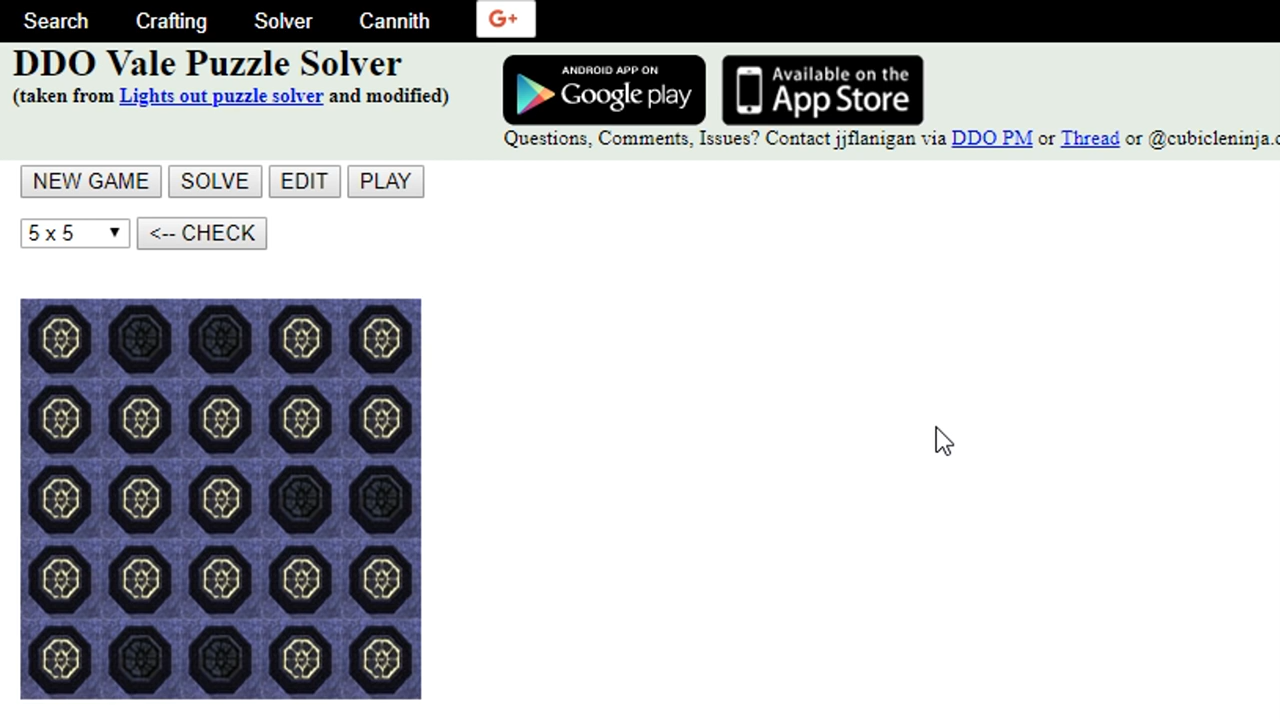 Search Crafting Solver Cannith G+
DDO Vale Puzzle Solver
(taken from Lights out puzzle solver and modified)
ANDROID APP ON
Google play
Available on the
App Store
Questions, Comments, Issues? Contact jjflanigan via DDO PM or Thread or @cubicleninja.c
NEW GAME SOLVE EDIT PLAY
5 x 5 <-- CHECK